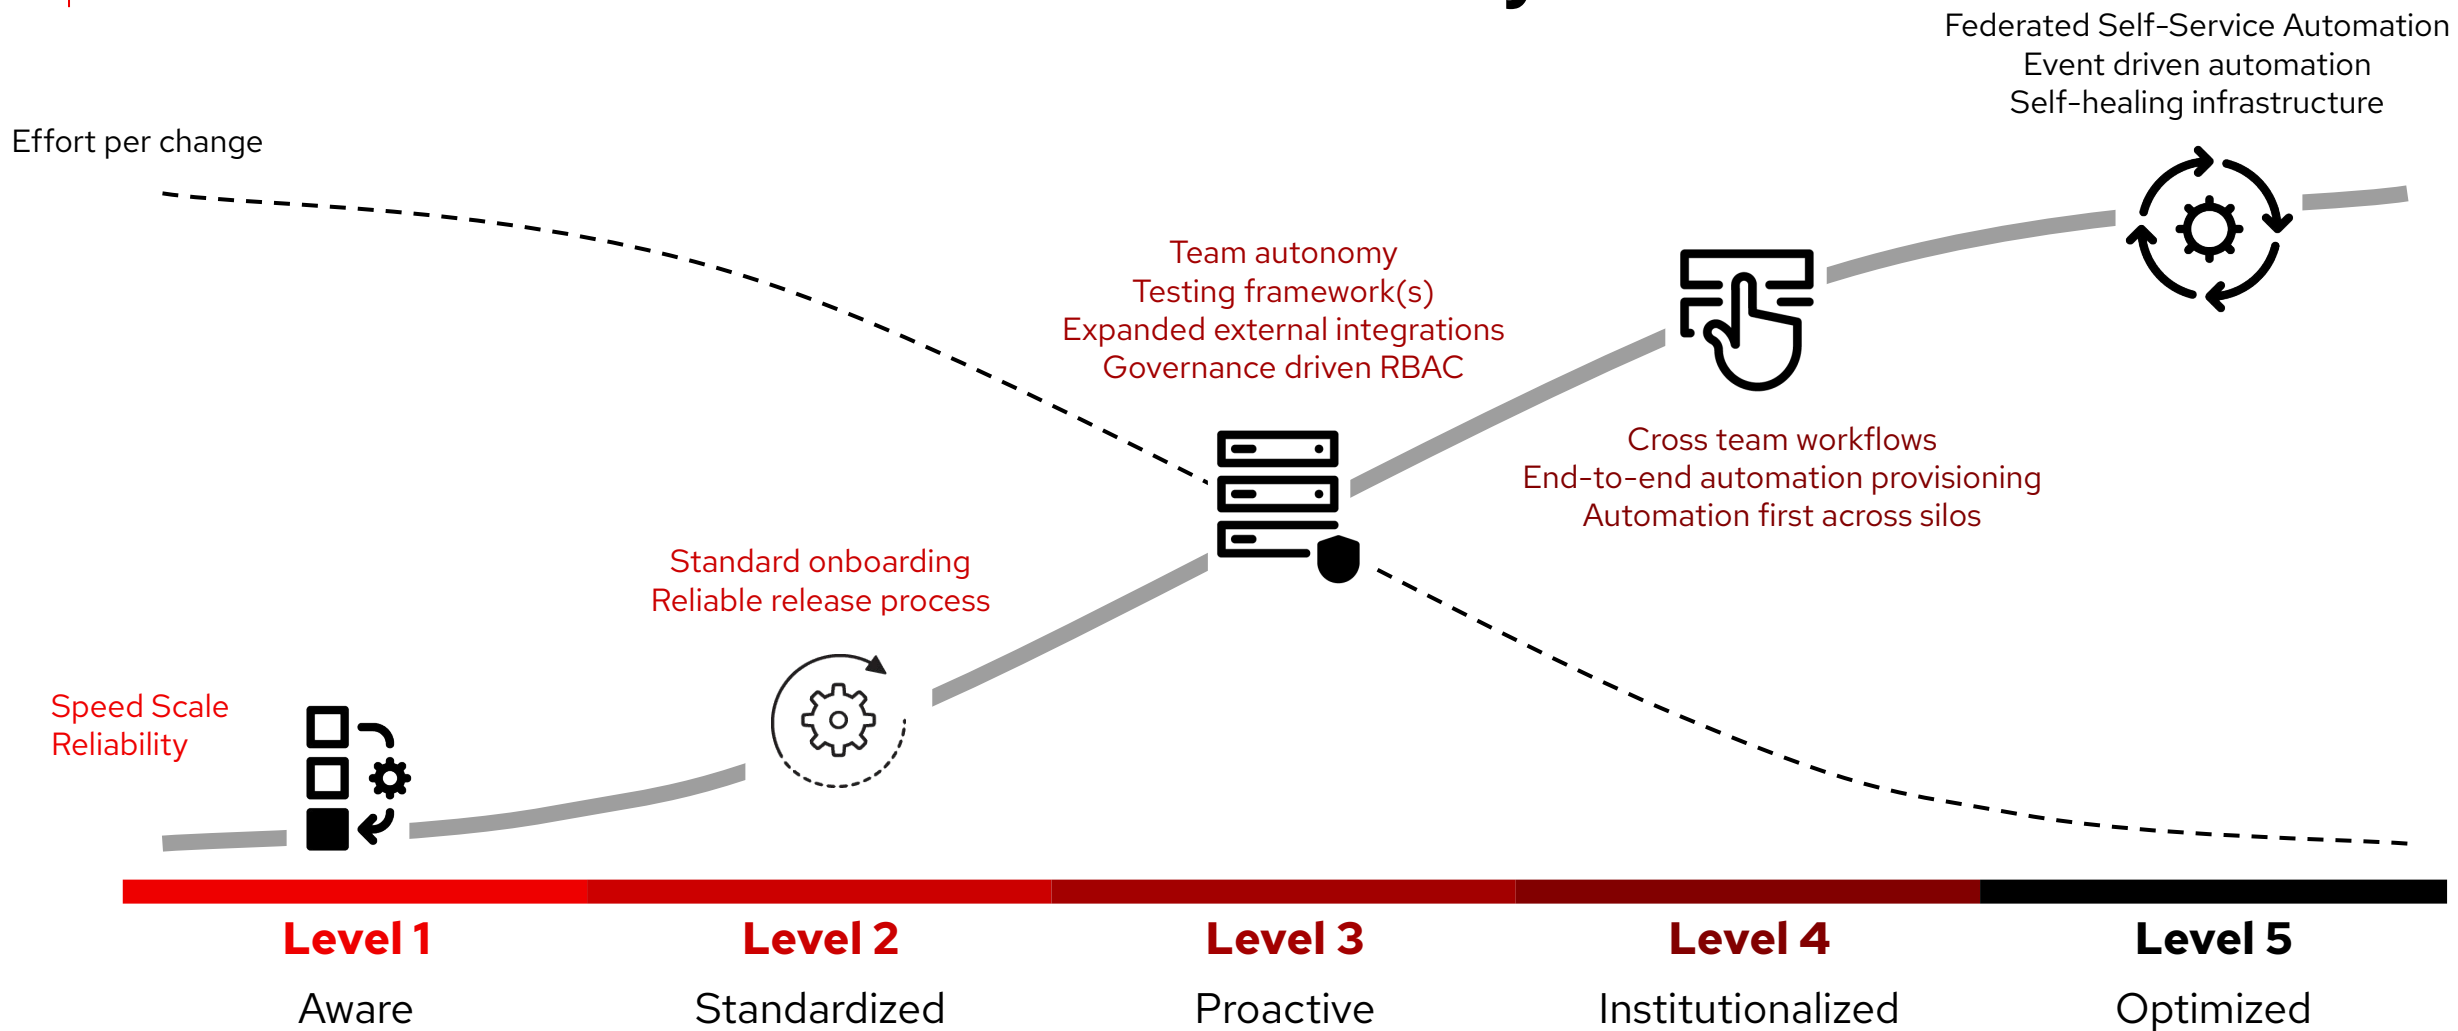 Federated Self-Service Automation
Event driven automation
Self-healing infrastructure
Effort per change
Team autonomy
Testing framework(s)
Expanded external integrations
Governance driven RBAC
Cross team workflows
End-to-end automation provisioning
Automation first across silos
Standard onboarding
Reliable release process
Speed Scale
Reliability
Level 1
Level 2
Level 3
Level 4
Level 5
Aware
Standardized
Proactive
Institutionalized
Optimized